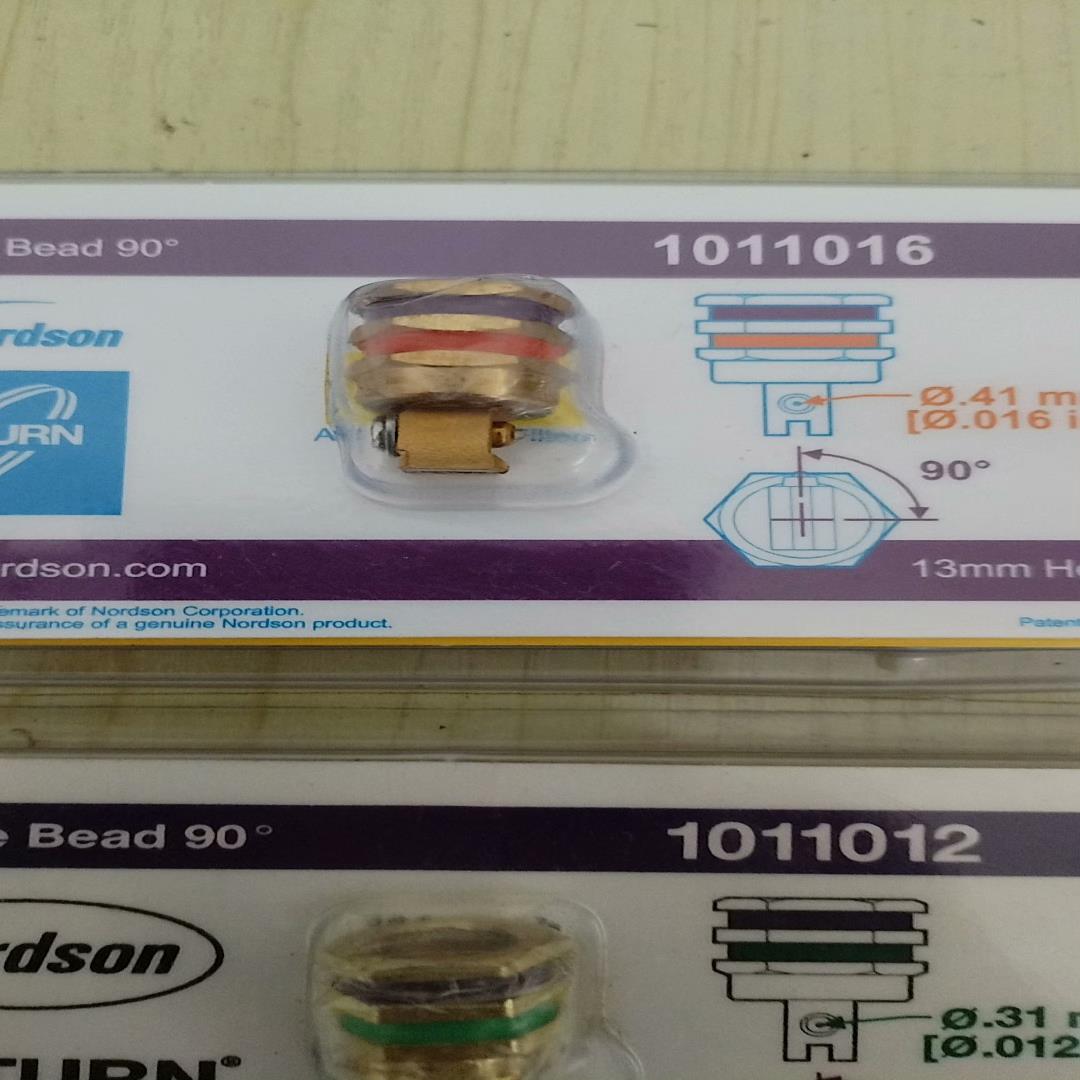 Bead 90°
1011016
rdson
URN
Ø.41 m
[Ø.016 i
90°
rdson.com
13mm He
emark of Nordson Corporation.
ssurance of a genuine Nordson product.
Patent
e Bead 90°
1011012
rdson
Ø.31
[Ø.012
TURN®